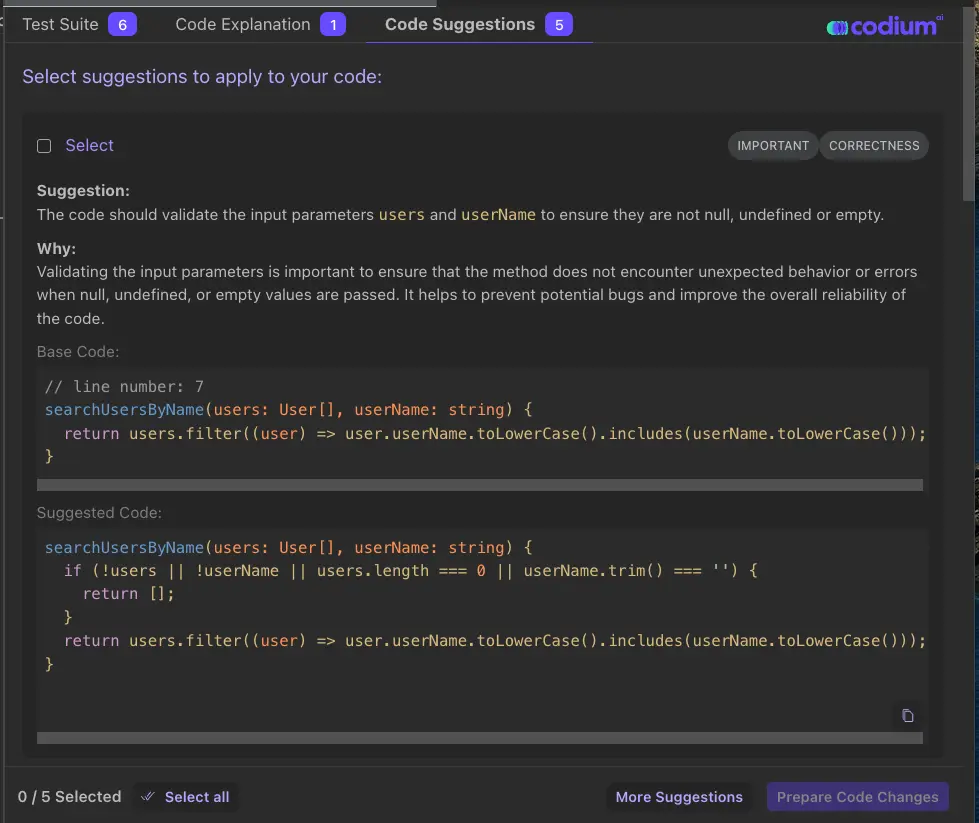 Test Suite 6 Code Explanation 1 Code Suggestions 5 codium ai
Select suggestions to apply to your code:
Select IMPORTANT CORRECTNESS
Suggestion:
The code should validate the input parameters users and userName to ensure they are not null, undefined or empty.
Why:
Validating the input parameters is important to ensure that the method does not encounter unexpected behavior or errors
when null, undefined, or empty values are passed. It helps to prevent potential bugs and improve the overall reliability of
the code.
Base Code:
// line number: 7
searchUsersByName(users: User[], userName: string) {
  return users.filter((user) => user.userName.toLowerCase().includes(userName.toLowerCase()));
}
Suggested Code:
searchUsersByName(users: User[], userName: string) {
  if (!users || !userName || users.length === 0 || userName.trim() === '') {
    return [];
  }
  return users.filter((user) => user.userName.toLowerCase().includes(userName.toLowerCase()));
}
0 / 5 Selected Select all More Suggestions Prepare Code Changes